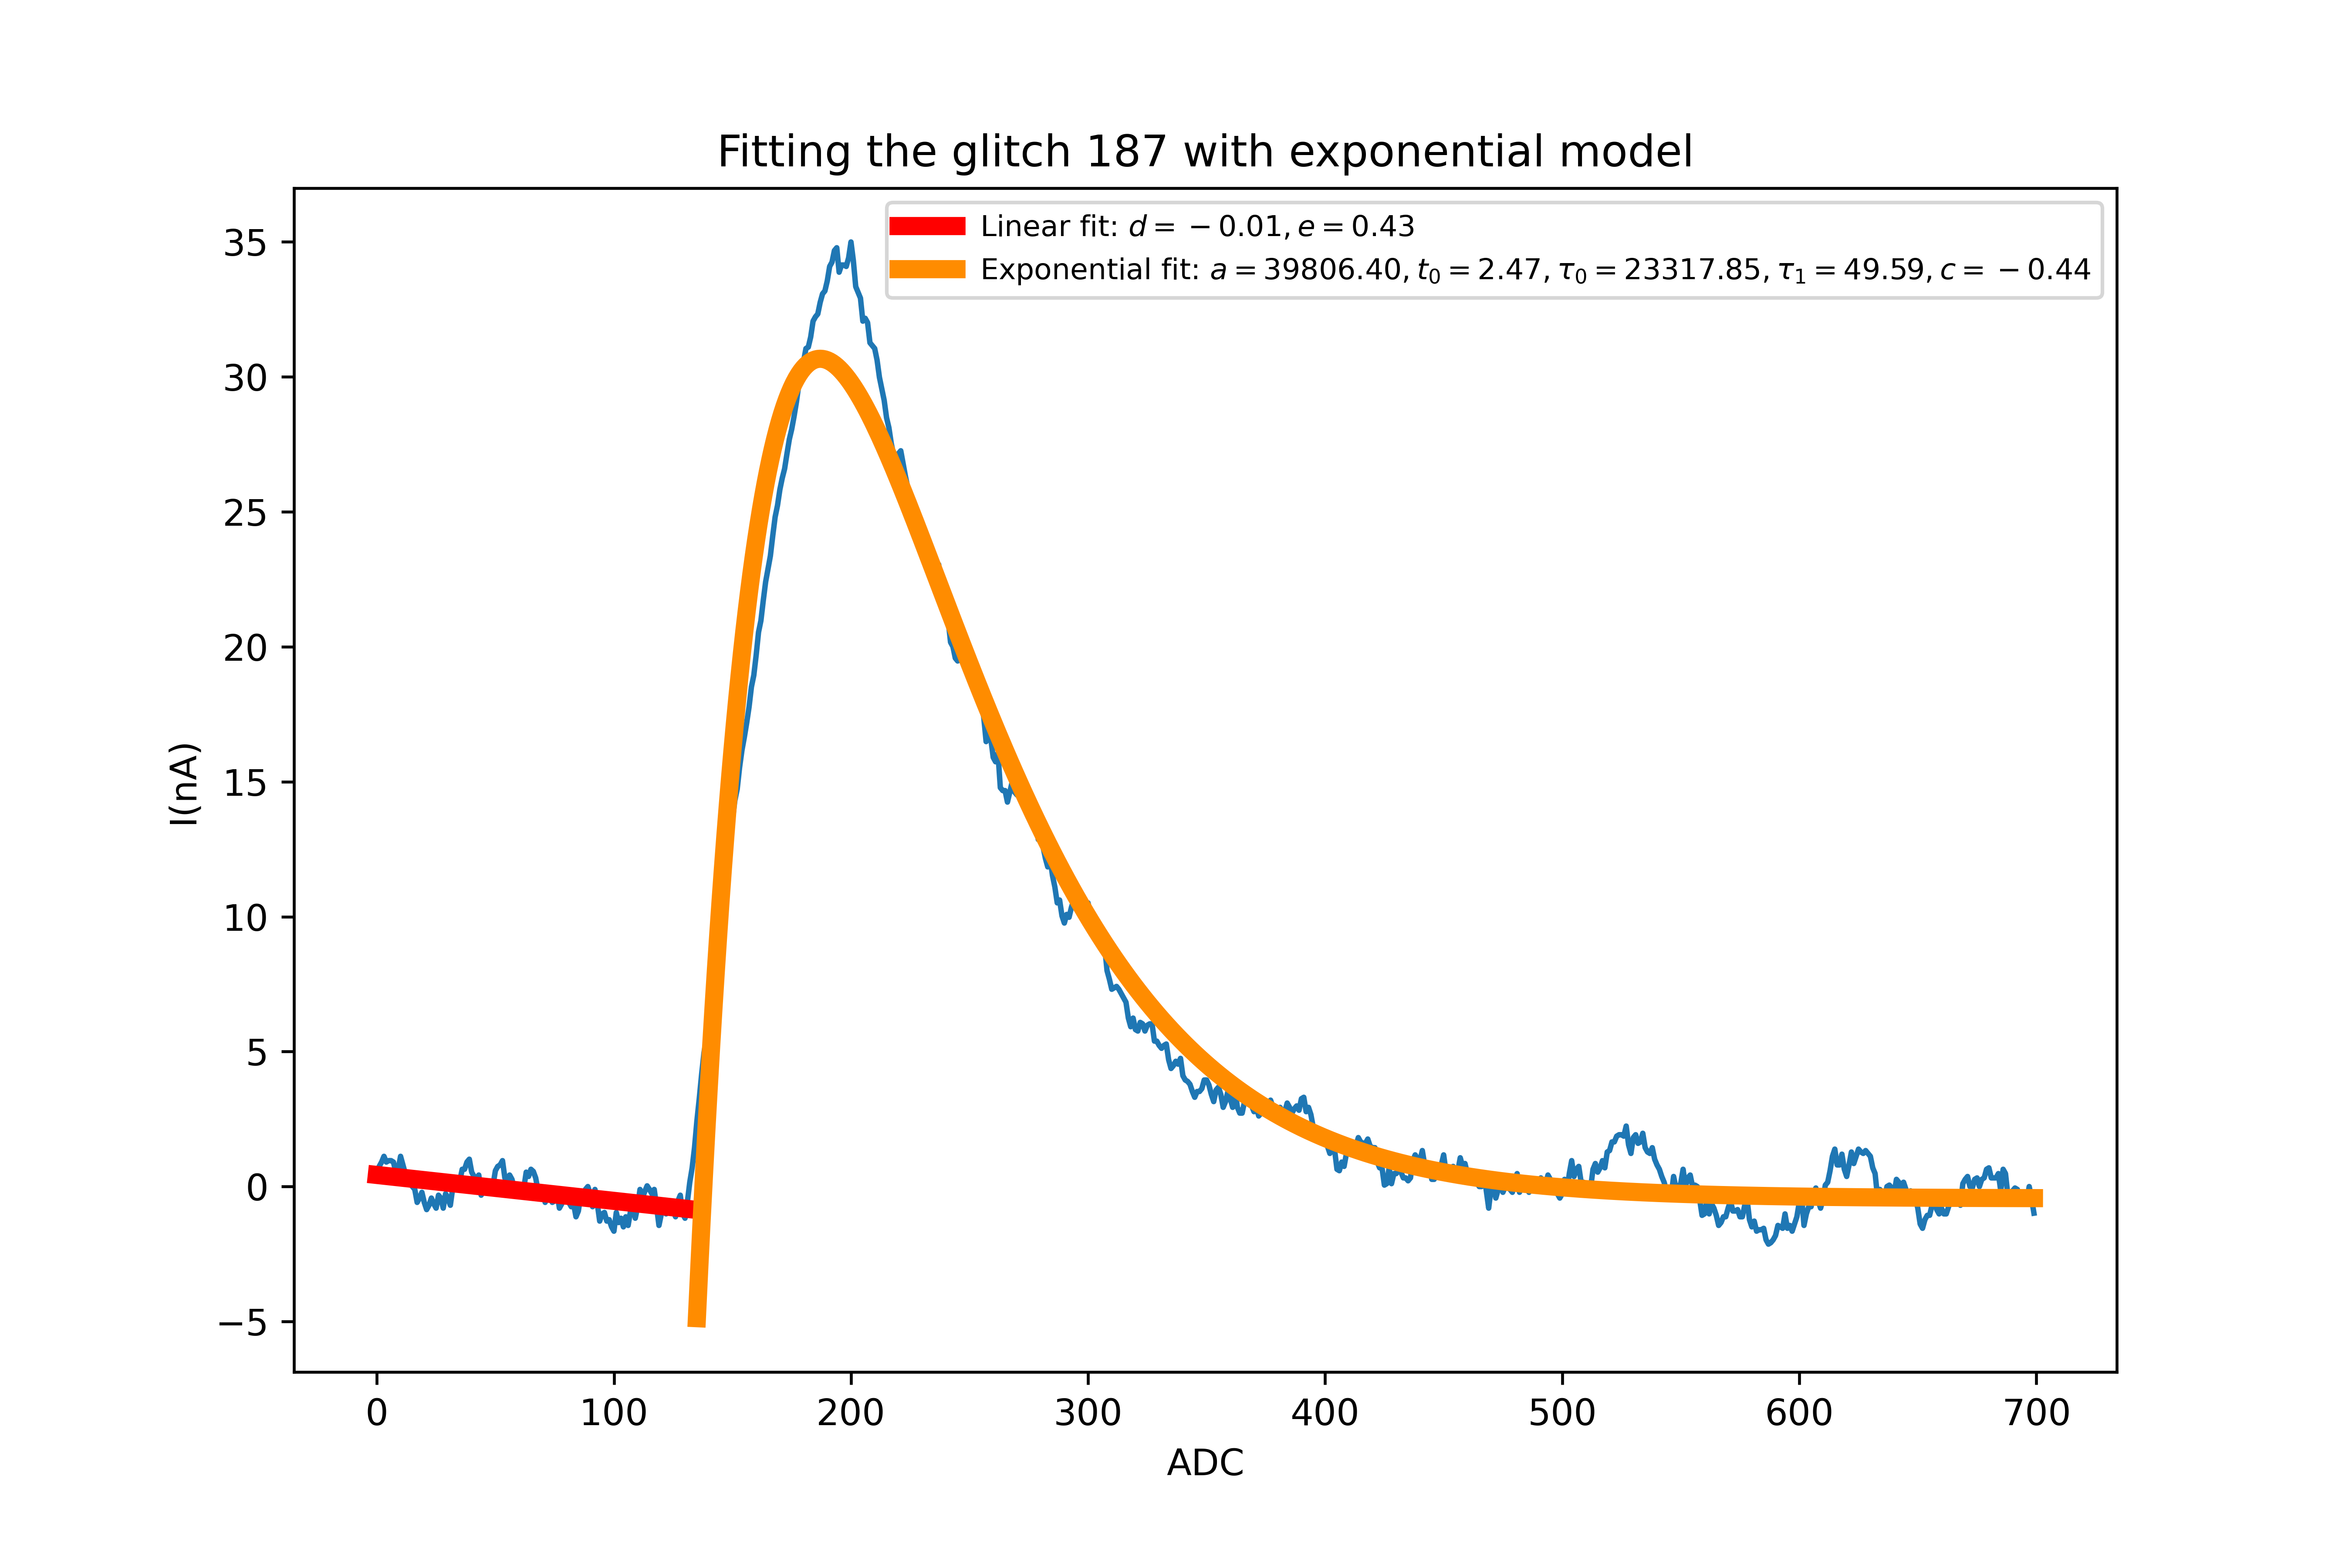 Fitting the glitch 187 with exponential model
Linear fit: d = −0.01, e = 0.43
Exponential fit: a = 39806.40, t₀ = 2.47, τ₀ = 23317.85, τ₁ = 49.59, c = −0.44
35
30
25
20
15
10
5
0
−5
I(nA)
0 100 200 300 400 500 600 700
ADC